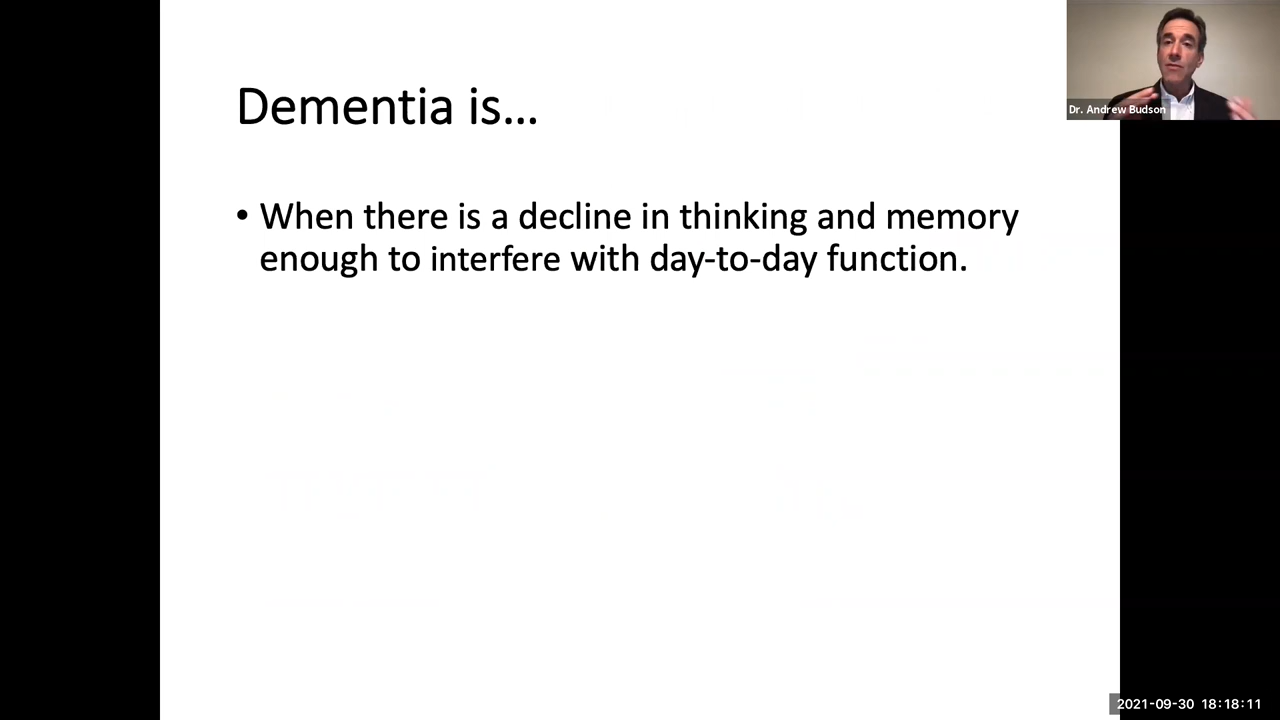 Dementia is...
• When there is a decline in thinking and memory
enough to interfere with day-to-day function.
Dr. Andrew Budson
2021-09-30 18:18:11